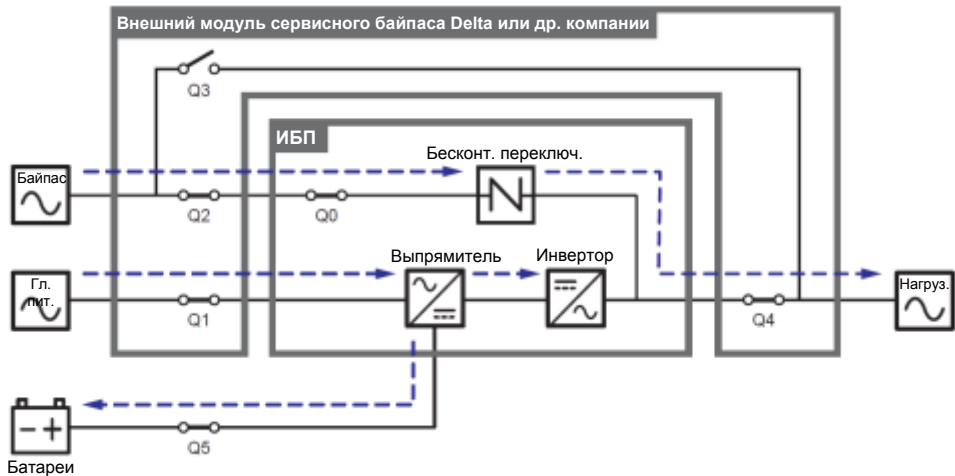 Внешний модуль сервисного байпаса Delta или др. компании
Q3
ИБП
Бесконт. переключ.
Байпас
Q2
Q0
Выпрямитель
Инвертор
Гл.
пит.
Нагруз.
Q1
Q4
Q5
Батареи